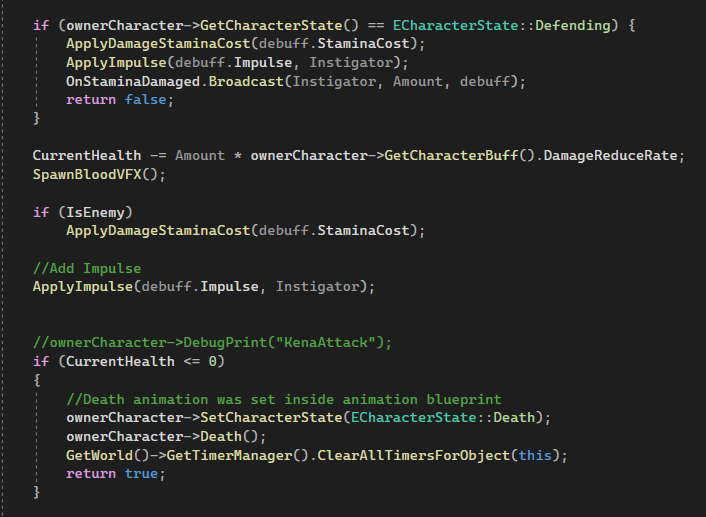 if (ownerCharacter->GetCharacterState() == ECharacterState::Defending) {
ApplyDamageStaminaCost(debuff.StaminaCost);
ApplyImpulse(debuff.Impulse, Instigator);
OnStaminaDamaged.Broadcast(Instigator, Amount, debuff);
return false;
}
CurrentHealth -= Amount * ownerCharacter->GetCharacterBuff().DamageReduceRate;
SpawnBloodVFX();
if (IsEnemy)
ApplyDamageStaminaCost(debuff.StaminaCost);
//Add Impulse
ApplyImpulse(debuff.Impulse, Instigator);
//ownerCharacter->DebugPrint("KenaAttack");
if (CurrentHealth <= 0)
{
//Death animation was set inside animation blueprint
ownerCharacter->SetCharacterState(ECharacterState::Death);
ownerCharacter->Death();
GetWorld()->GetTimerManager().ClearAllTimersForObject(this);
return true;
}